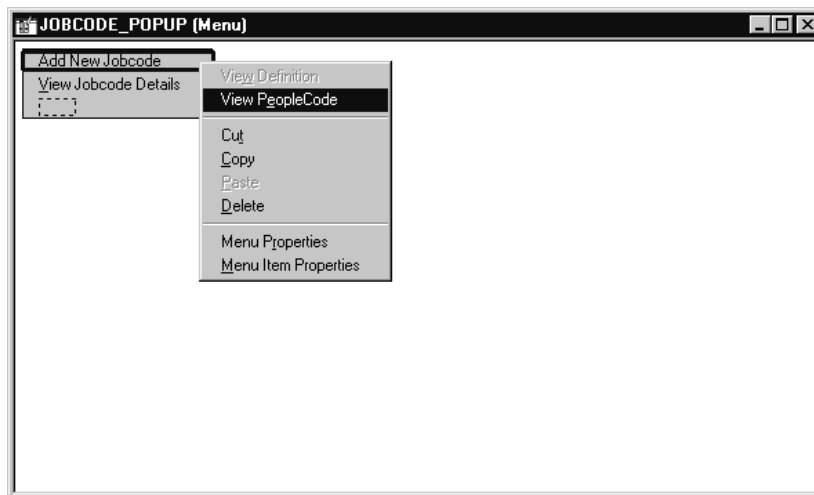 JOBCODE_POPUP (Menu)
Add New Jobcode
View Jobcode Details
View Definition
View PeopleCode
Cut
Copy
Paste
Delete
Menu Properties
Menu Item Properties